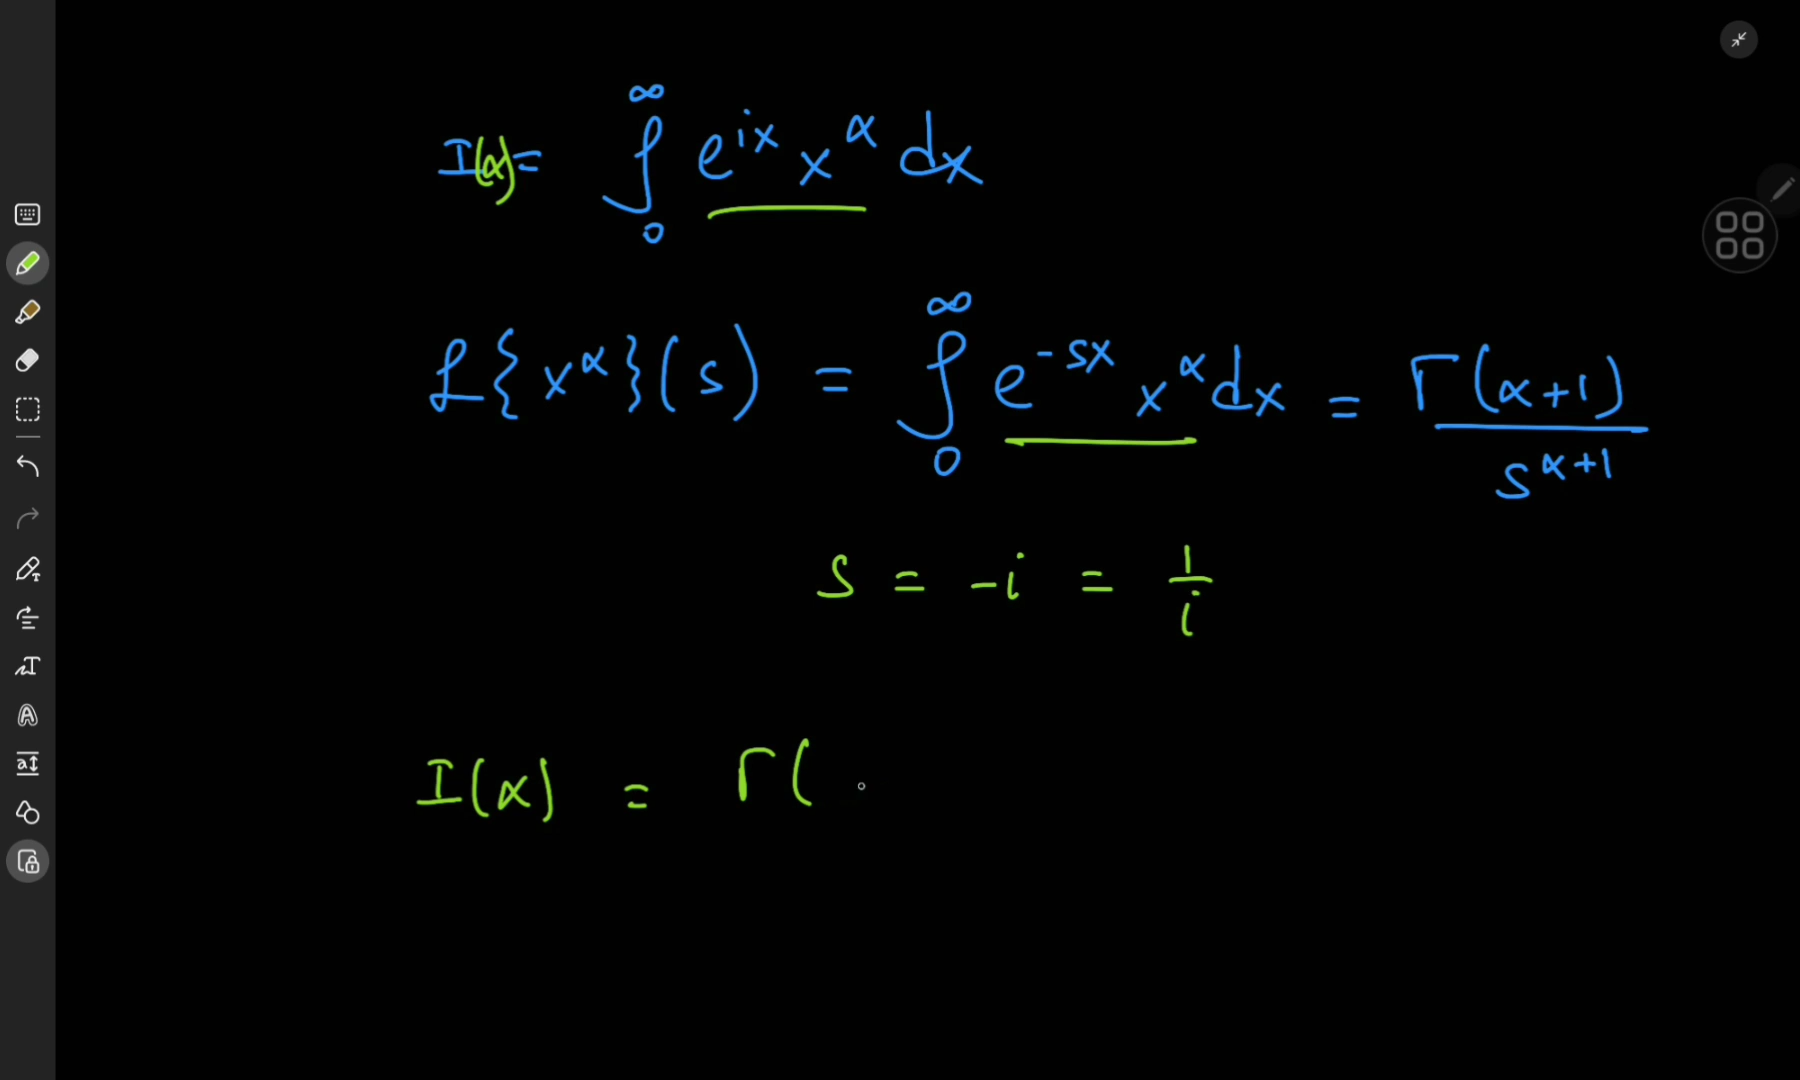 I(α) = ∫₀^∞ e^{ix} x^α dx
ℒ{x^α}(s) = ∫₀^∞ e^{-sx} x^α dx = Γ(α+1)/s^{α+1}
s = -i = 1/i
I(α) = Γ(